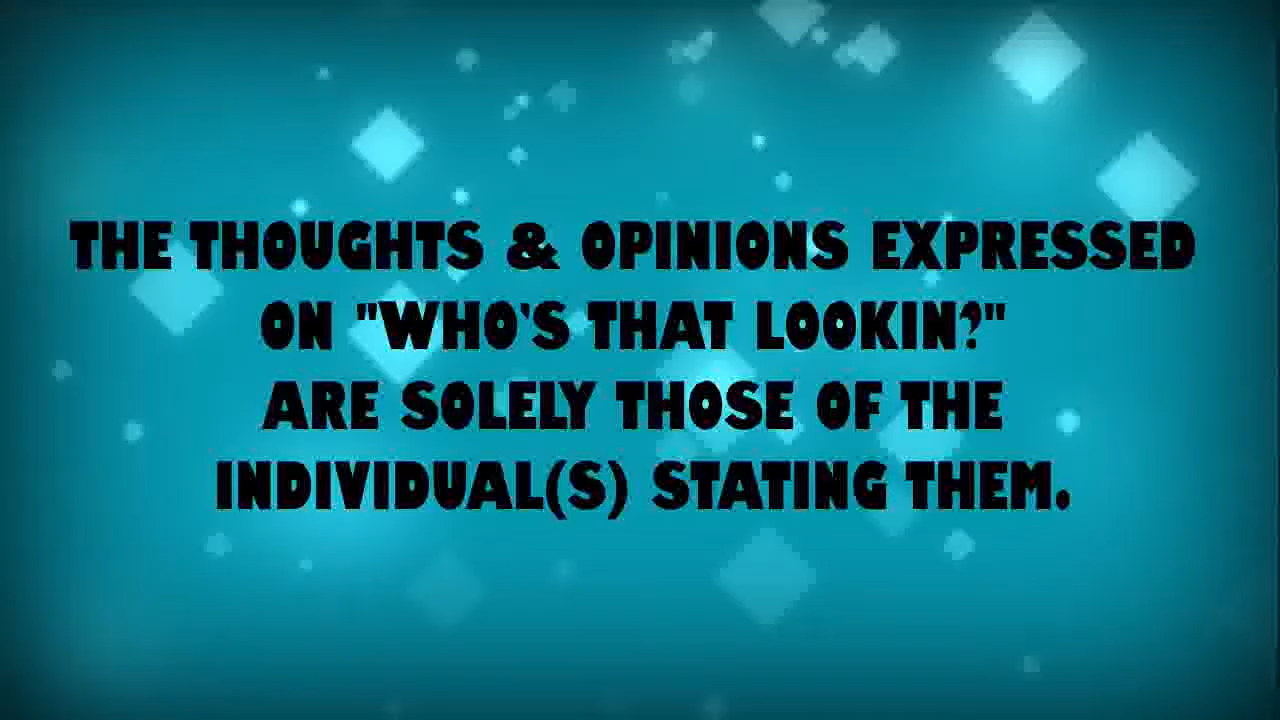 THE THOUGHTS & OPINIONS EXPRESSED
ON "WHO'S THAT LOOKIN?"
ARE SOLELY THOSE OF THE
INDIVIDUAL(S) STATING THEM.